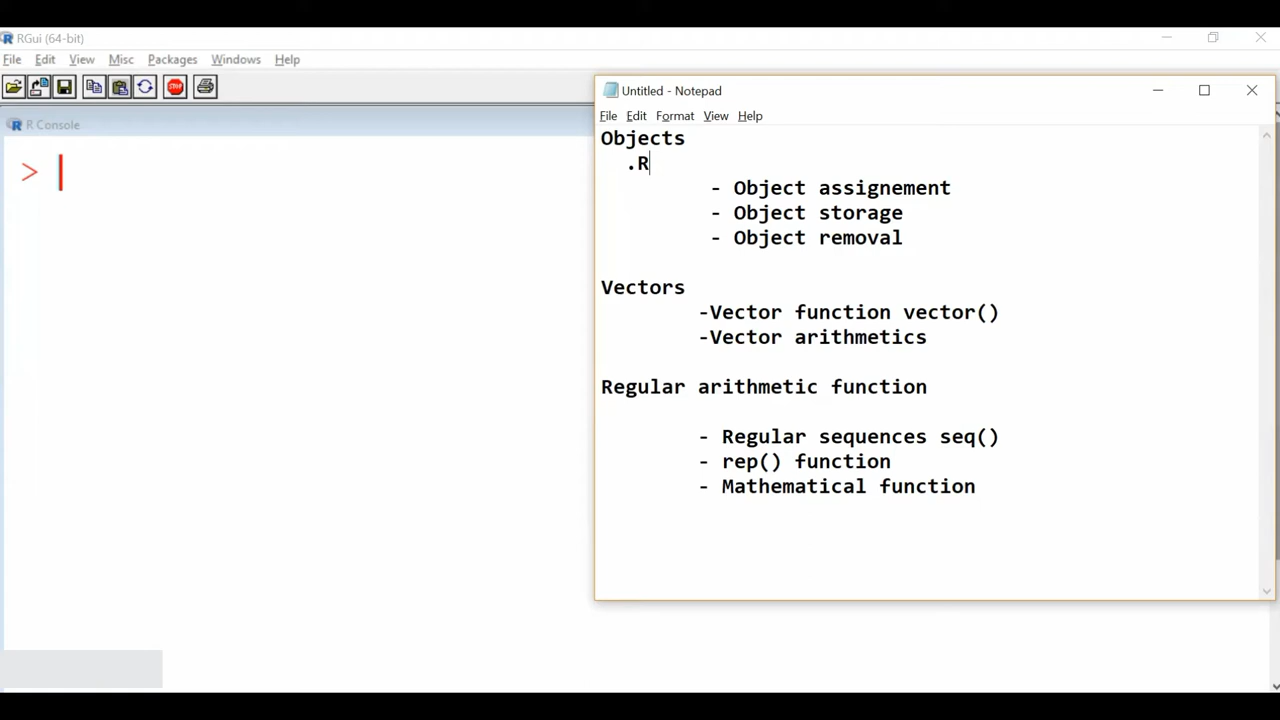 RGui (64-bit)
File Edit View Misc Packages Windows Help
STOP
R Console
>
Untitled - Notepad
File Edit Format View Help
Objects
.R
- Object assignement
- Object storage
- Object removal
Vectors
-Vector function vector()
-Vector arithmetics
Regular arithmetic function
- Regular sequences seq()
- rep() function
- Mathematical function